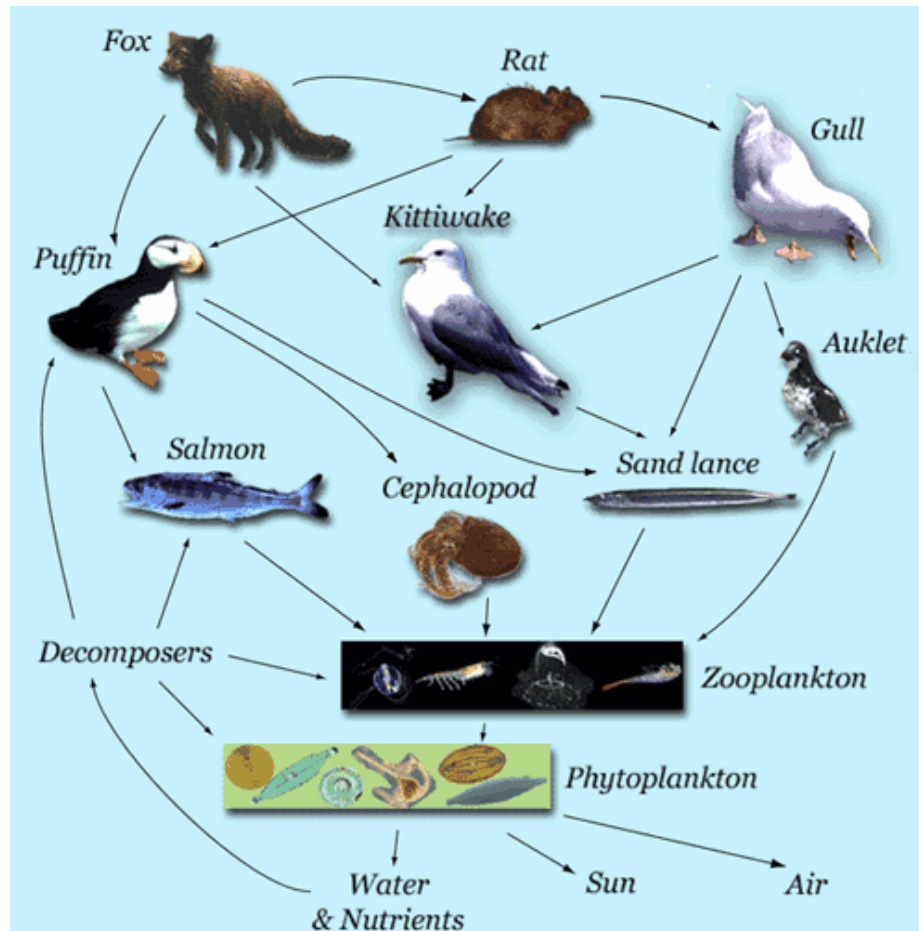 Fox
Rat
Gull
Kittiwake
Puffin
Auklet
Salmon
Sand lance
Cephalopod
Decomposers
Zooplankton
Phytoplankton
Water
& Nutrients
Sun
Air